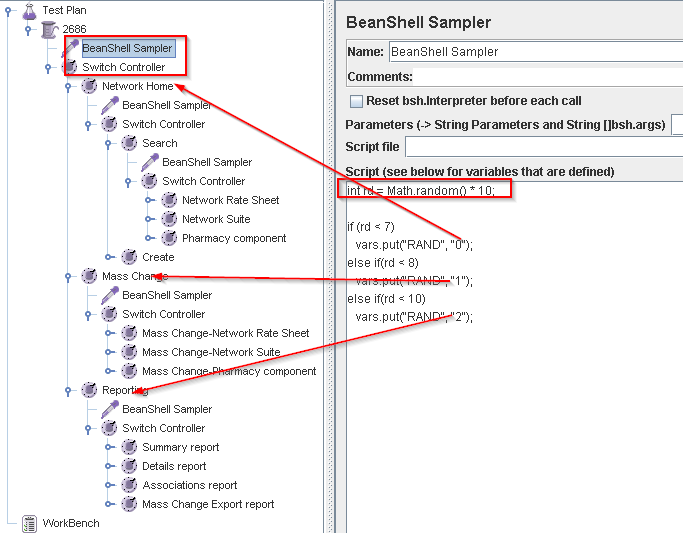 Test Plan
2686
BeanShell Sampler
Switch Controller
Network Home
BeanShell Sampler
Switch Controller
Search
BeanShell Sampler
Switch Controller
Network Rate Sheet
Network Suite
Pharmacy component
Create
Mass Change
BeanShell Sampler
Switch Controller
Mass Change-Network Rate Sheet
Mass Change-Network Suite
Mass Change-Pharmacy component
Reporting
BeanShell Sampler
Switch Controller
Summary report
Details report
Associations report
Mass Change Export report
WorkBench
BeanShell Sampler
Name: BeanShell Sampler
Comments:
Reset bsh.Interpreter before each call
Parameters (-> String Parameters and String []bsh.args)
Script file
Script (see below for variables that are defined)
int rd = Math.random() * 10;
if (rd < 7)
vars.put("RAND", "0");
else if(rd < 8)
vars.put("RAND", "1");
else if(rd < 10)
vars.put("RAND", "2");